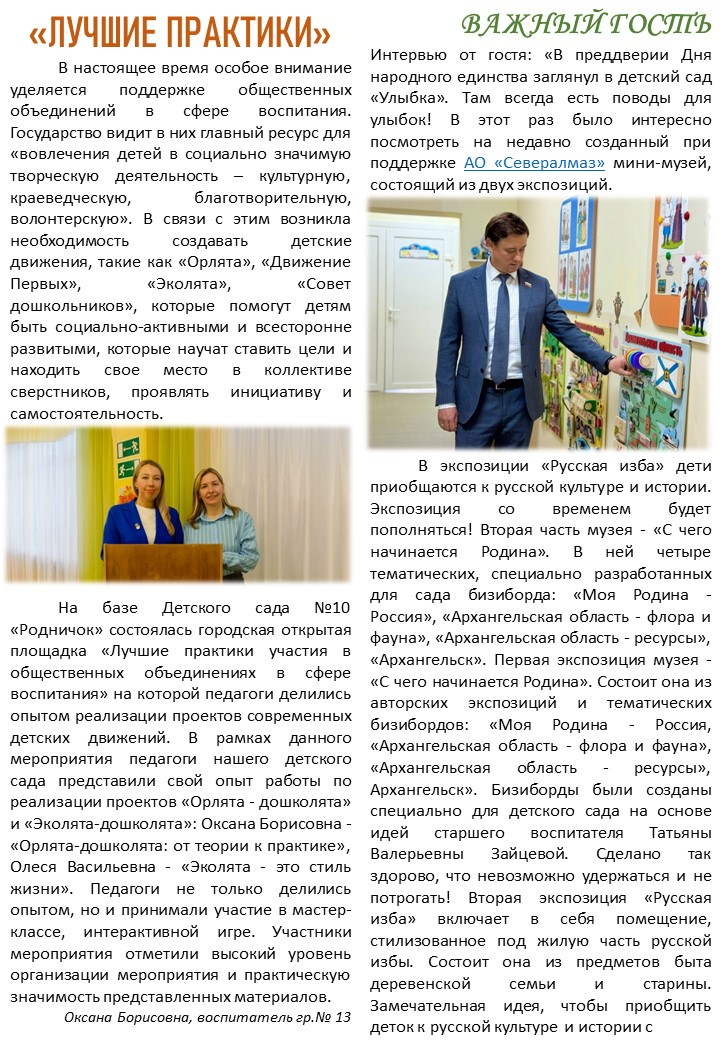 «ЛУЧШИЕ ПРАКТИКИ»
В настоящее время особое внимание
уделяется поддержке общественных
объединений в сфере воспитания.
Государство видит в них главный ресурс для
«вовлечения детей в социально значимую
творческую деятельность – культурную,
краеведческую, благотворительную,
волонтерскую». В связи с этим возникла
необходимость создавать детские
движения, такие как «Орлята», «Движение
Первых», «Эколята», «Совет
дошкольников», которые помогут детям
быть социально-активными и всесторонне
развитыми, которые научат ставить цели и
находить свое место в коллективе
сверстников, проявлять инициативу и
самостоятельность.
На базе Детского сада №10
«Родничок» состоялась городская открытая
площадка «Лучшие практики участия в
общественных объединениях в сфере
воспитания» на которой педагоги делились
опытом реализации проектов современных
детских движений. В рамках данного
мероприятия педагоги нашего детского
сада представили свой опыт работы по
реализации проектов «Орлята - дошколята»
и «Эколята-дошколята»: Оксана Борисовна -
«Орлята-дошколята: от теории к практике»,
Олеся Васильевна - «Эколята - это стиль
жизни». Педагоги не только делились
опытом, но и принимали участие в мастер-
классе, интерактивной игре. Участники
мероприятия отметили высокий уровень
организации мероприятия и практическую
значимость представленных материалов.
Оксана Борисовна, воспитатель гр.№ 13
ВАЖНЫЙ ГОСТЬ
Интервью от гостя: «В преддверии Дня
народного единства заглянул в детский сад
«Улыбка». Там всегда есть поводы для
улыбок! В этот раз было интересно
посмотреть на недавно созданный при
поддержке АО «Севералмаз» мини-музей,
состоящий из двух экспозиций.
В экспозиции «Русская изба» дети
приобщаются к русской культуре и истории.
Экспозиция со временем будет
пополняться! Вторая часть музея - «С чего
начинается Родина». В ней четыре
тематических, специально разработанных
для сада бизиборда: «Моя Родина -
Россия», «Архангельская область - флора и
фауна», «Архангельская область - ресурсы»,
«Архангельск». Первая экспозиция музея -
«С чего начинается Родина». Состоит она из
авторских экспозиций и тематических
бизибордов: «Моя Родина - Россия,
«Архангельская область - флора и фауна»,
«Архангельская область - ресурсы»,
Архангельск». Бизиборды были созданы
специально для детского сада на основе
идей старшего воспитателя Татьяны
Валерьевны Зайцевой. Сделано так
здорово, что невозможно удержаться и не
потрогать! Вторая экспозиция «Русская
изба» включает в себя помещение,
стилизованное под жилую часть русской
избы. Состоит она из предметов быта
деревенской семьи и старины.
Замечательная идея, чтобы приобщить
деток к русской культуре и истории с